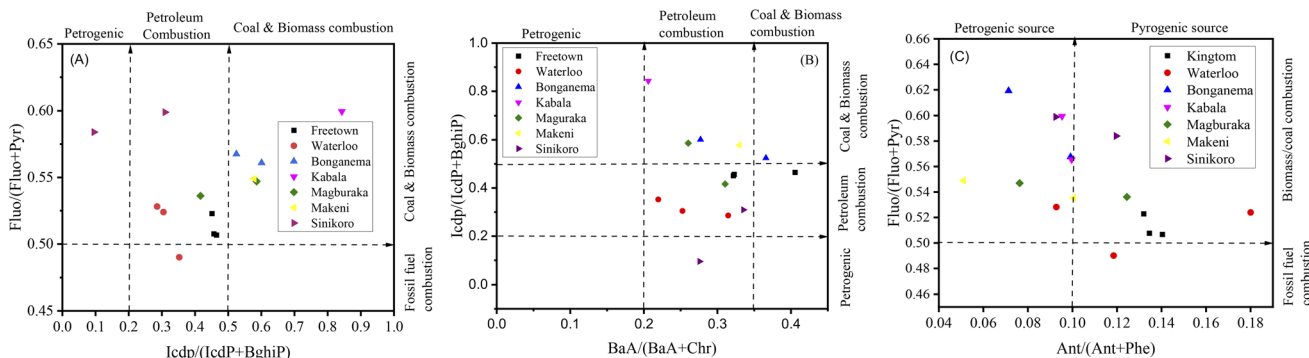 Petrogenic
Petroleum
Combustion
Coal & Biomass combustion
(A)
0.65
0.60
0.55
0.50
0.45
Fluo/(Fluo+Pyr)
Freetown
Waterloo
Bonganema
Kabala
Magburaka
Makeni
Sinikoro
Coal & Biomass combustion
Fossil fuel
combustion
0.0
0.1
0.2
0.3
0.4
0.5
0.6
0.7
0.8
0.9
1.0
Icdp/(IcdP+BghiP)
Petrogenic
Petroleum
combustion
Coal & Biomass
combustion
(B)
1.0
0.8
0.6
0.4
0.2
0.0
Icdp/(IcdP+BghiP)
Freetown
Waterloo
Bonganema
Kabala
Maguraka
Makeni
Sinikoro
Coal & Biomass
combustion
Petroleum
combustion
Petrogenic
0.0
0.1
0.2
0.3
0.4
BaA/(BaA+Chr)
Petrogenic source
Pyrogenic source
(C)
0.66
0.64
0.62
0.60
0.58
0.56
0.54
0.52
0.50
0.48
0.46
Fluo/(Fluo+Pyr)
Kingtom
Waterloo
Bonganema
Kabala
Magburaka
Makeni
Sinikoro
Biomass/coal combustion
Fossil fuel
combustion
0.04
0.06
0.08
0.10
0.12
0.14
0.16
0.18
Ant/(Ant+Phe)